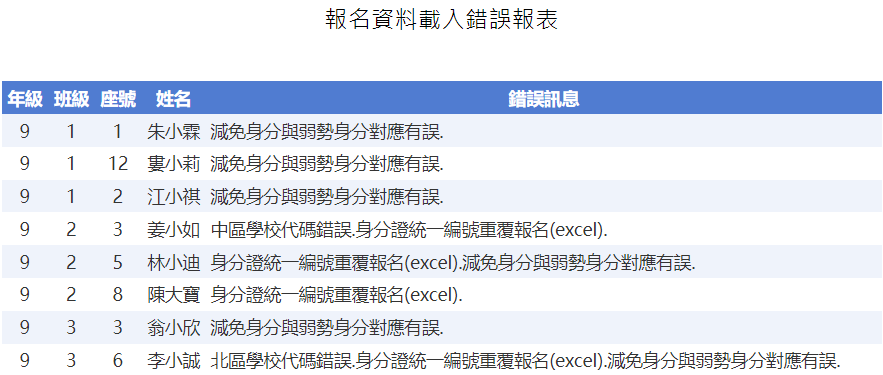 報名資料載入錯誤報表
年級 班級 座號 姓名 錯誤訊息
9 1 1 朱小霖 減免身分與弱勢身分對應有誤.
9 1 12 婁小莉 減免身分與弱勢身分對應有誤.
9 1 2 江小祺 減免身分與弱勢身分對應有誤.
9 2 3 姜小如 中區學校代碼錯誤.身分證統一編號重覆報名(excel).
9 2 5 林小迪 身分證統一編號重覆報名(excel).減免身分與弱勢身分對應有誤.
9 2 8 陳大寶 身分證統一編號重覆報名(excel).
9 3 3 翁小欣 減免身分與弱勢身分對應有誤.
9 3 6 李小誠 北區學校代碼錯誤.身分證統一編號重覆報名(excel).減免身分與弱勢身分對應有誤.